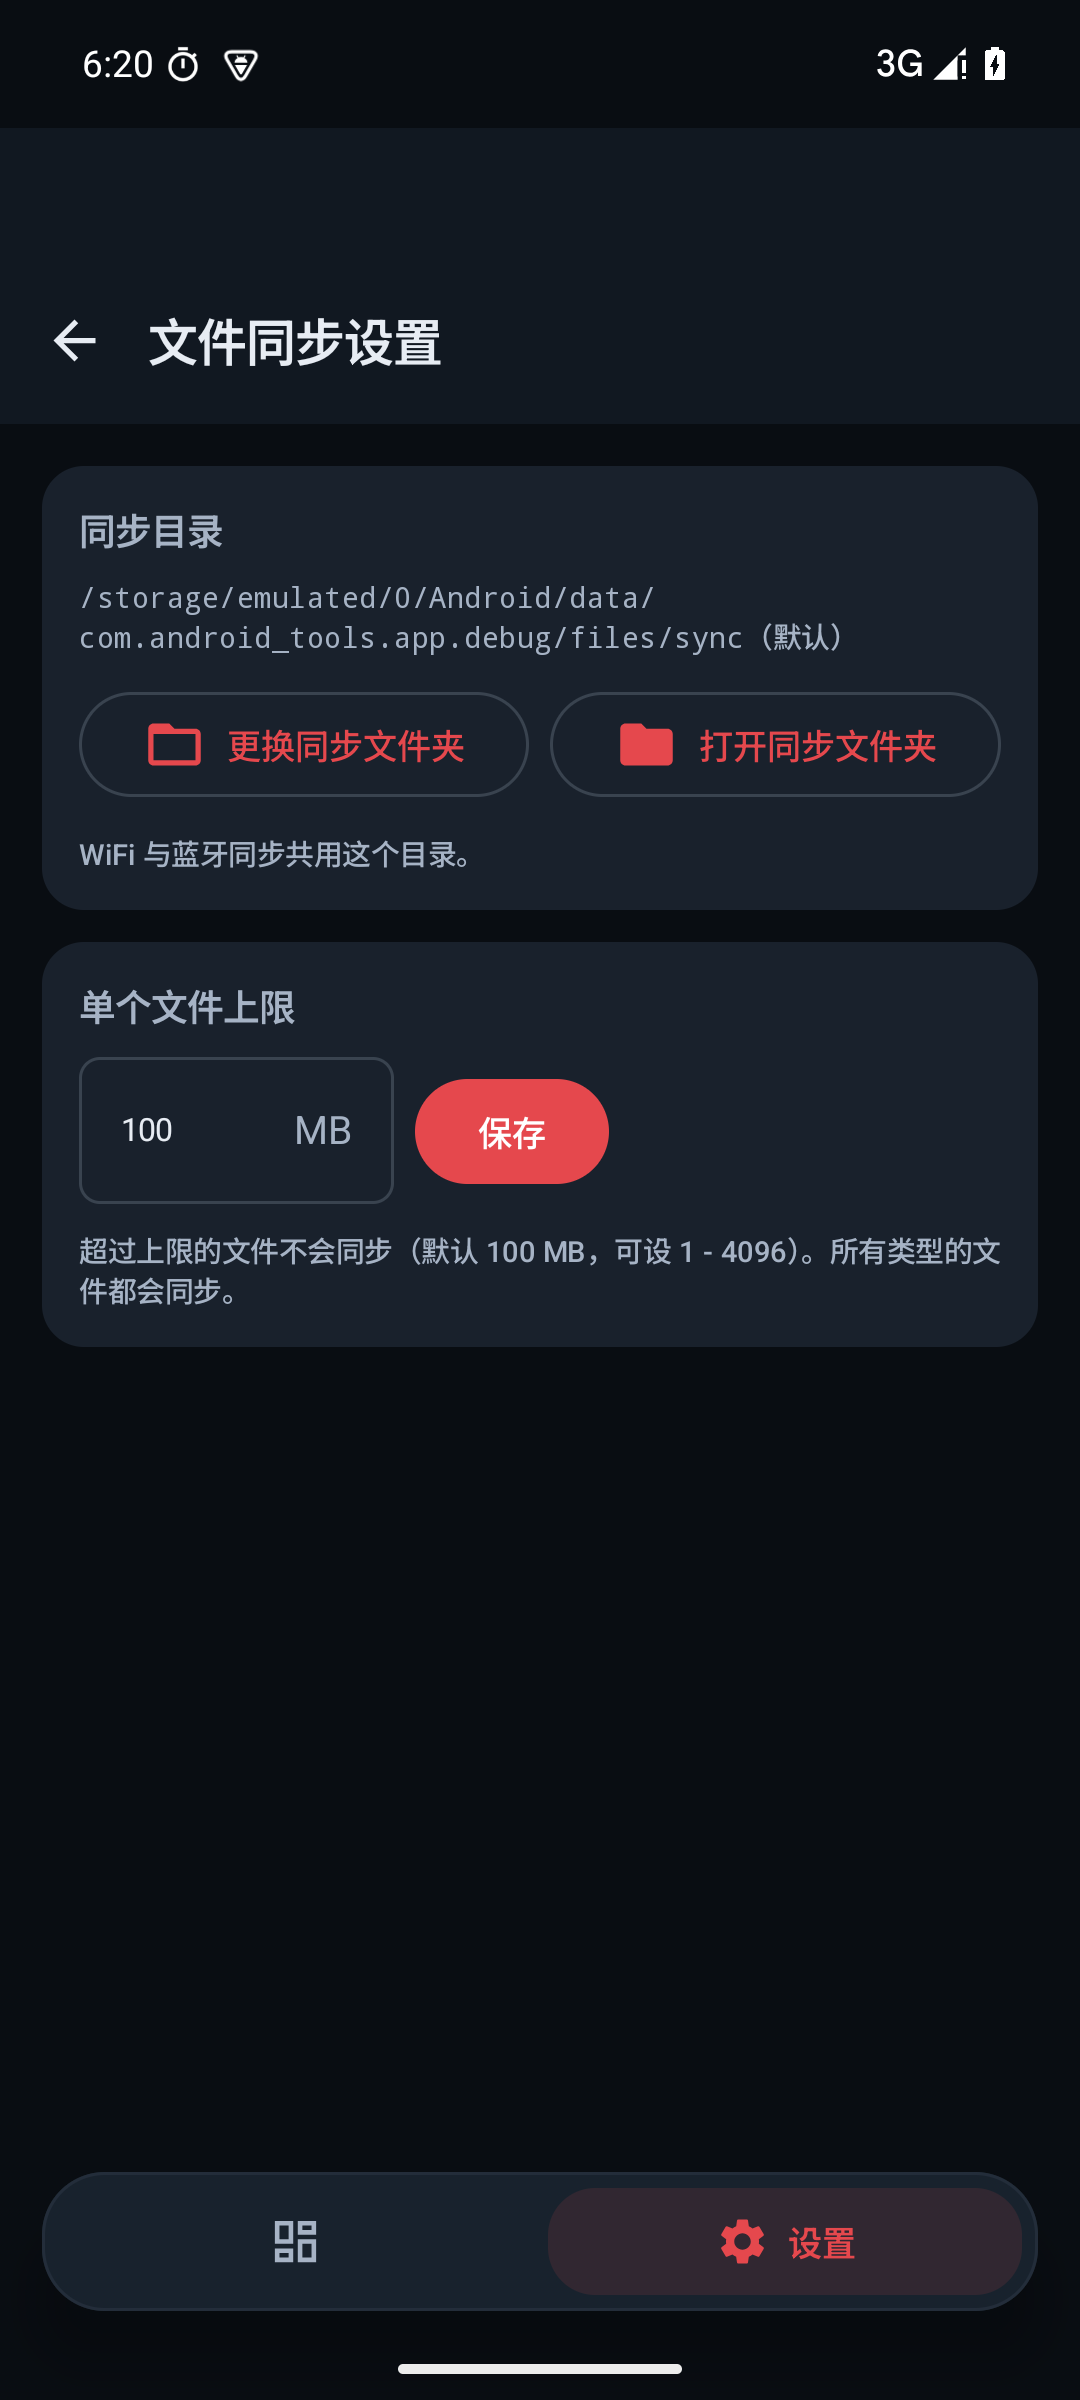 6:20
3G
文件同步设置
同步目录
/storage/emulated/0/Android/data/
com.android_tools.app.debug/files/sync（默认）
更换同步文件夹
打开同步文件夹
WiFi 与蓝牙同步共用这个目录。
单个文件上限
100 MB
保存
超过上限的文件不会同步（默认 100 MB，可设 1 - 4096）。所有类型的文
件都会同步。
设置